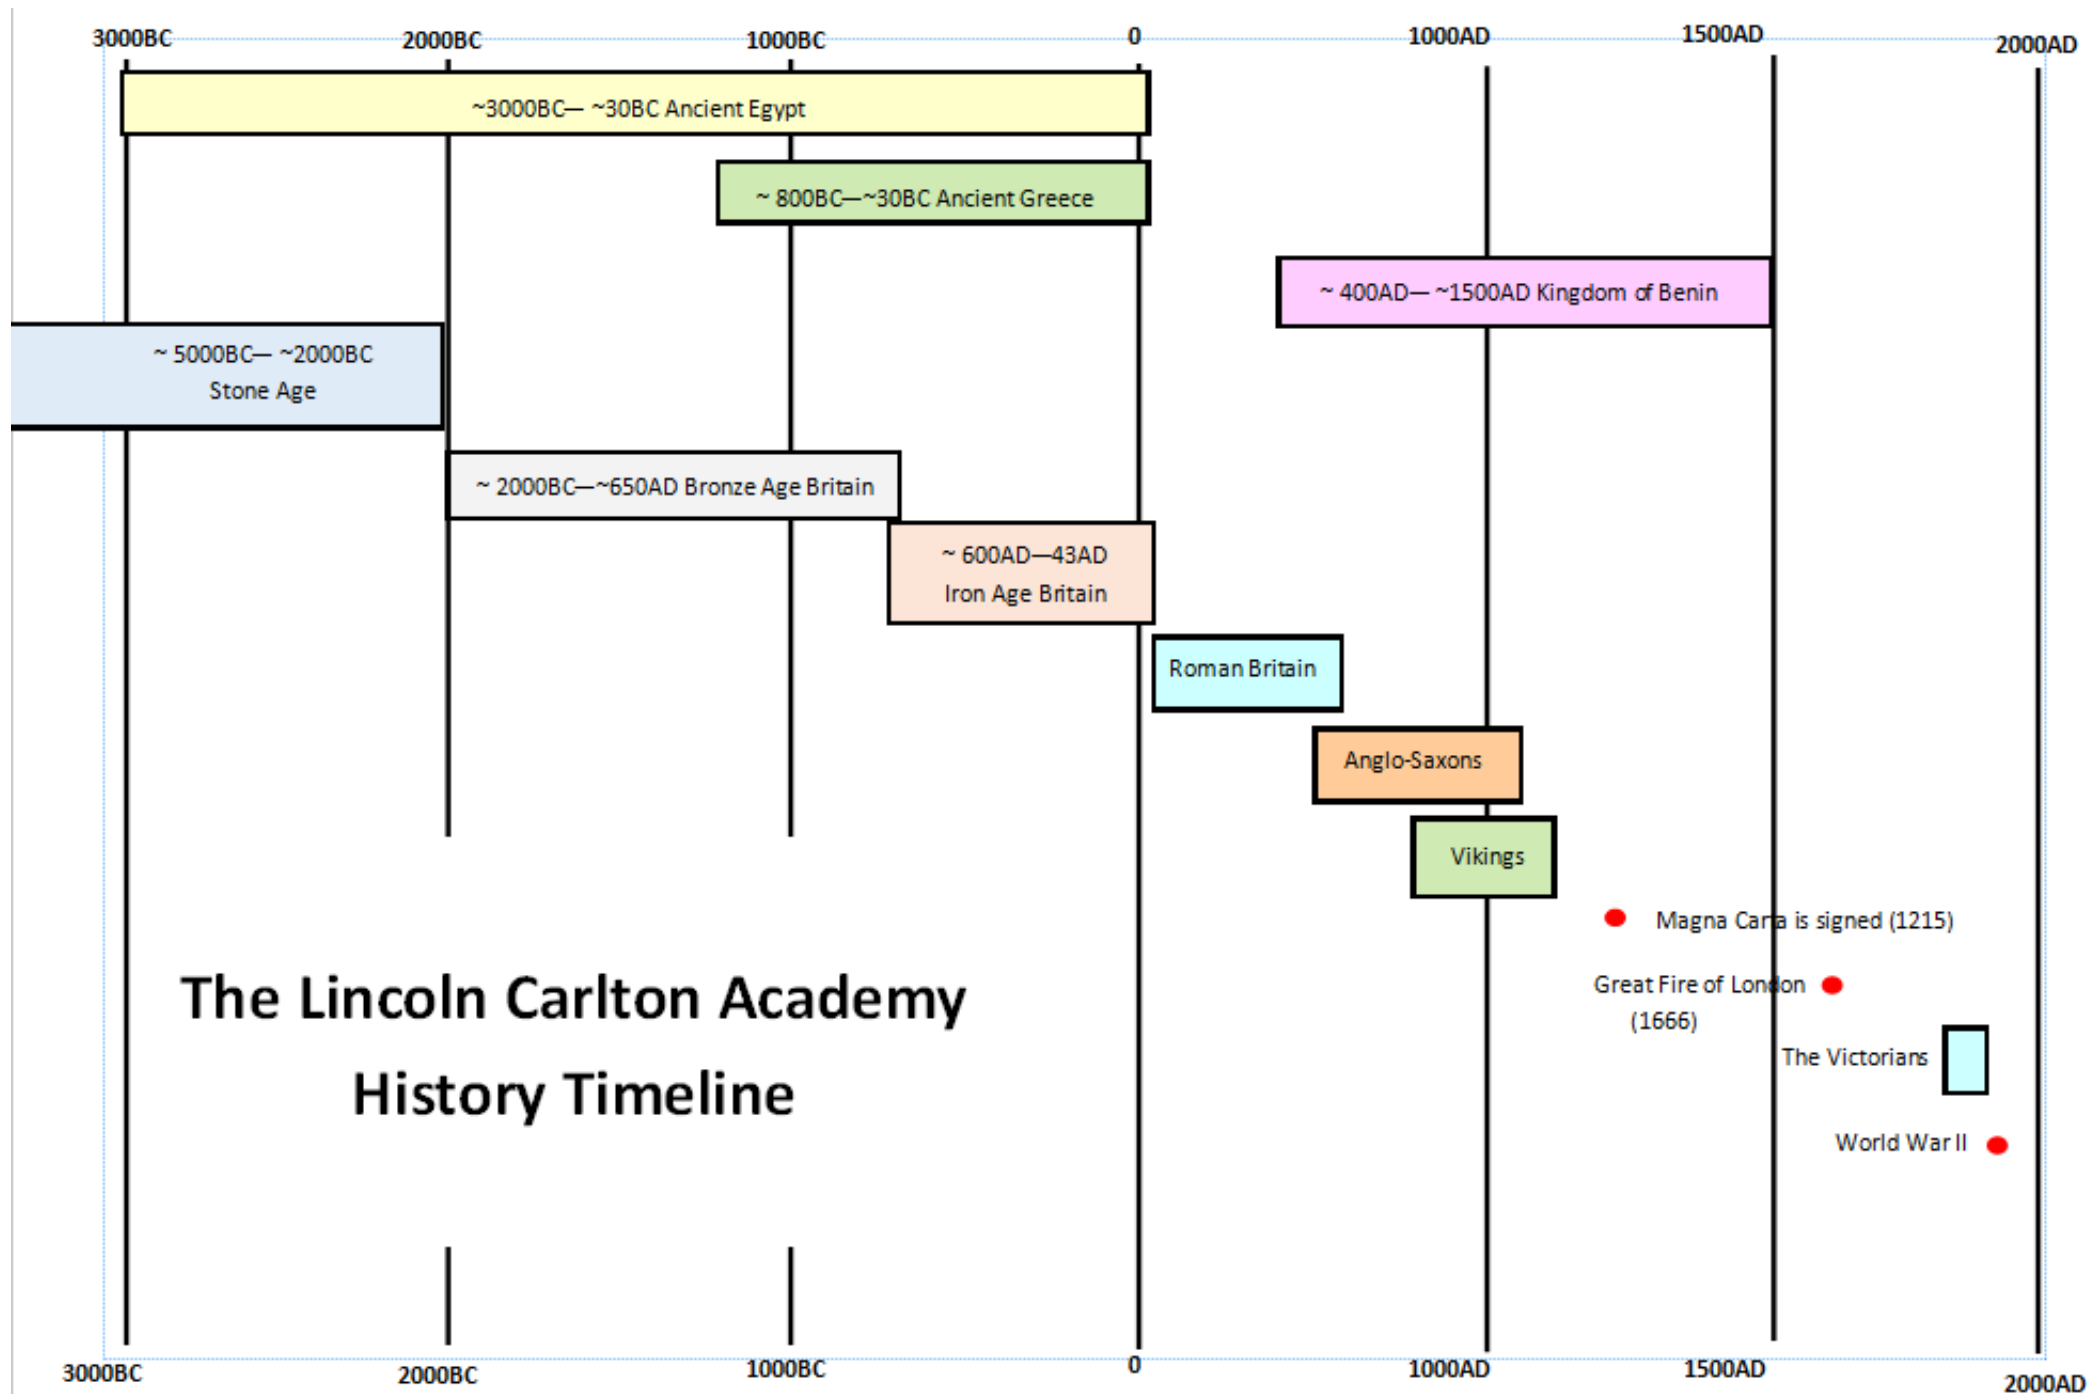 3000BC
2000BC
1000BC
0
1000AD
1500AD
2000AD
~3000BC— ~30BC Ancient Egypt
~ 800BC—~30BC Ancient Greece
~ 400AD— ~1500AD Kingdom of Benin
~ 5000BC— ~2000BC
Stone Age
~ 2000BC—~650AD Bronze Age Britain
~ 600AD—43AD
Iron Age Britain
Roman Britain
Anglo-Saxons
Vikings
Magna Carta is signed (1215)
Great Fire of London
(1666)
The Victorians
World War II
The Lincoln Carlton Academy
History Timeline
3000BC
2000BC
1000BC
0
1000AD
1500AD
2000AD